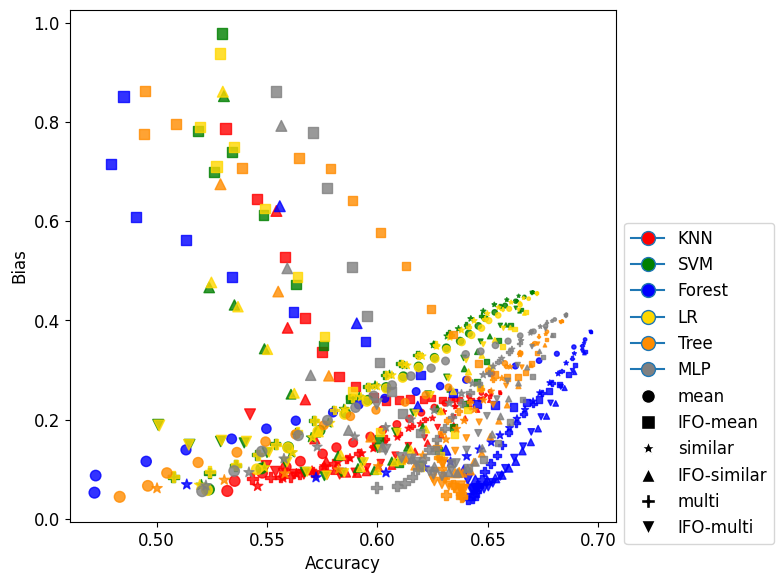 1.0
0.8
0.6
0.4
0.2
0.0
Bias
0.50 0.55 0.60 0.65 0.70
Accuracy
KNN
SVM
Forest
LR
Tree
MLP
mean
IFO-mean
similar
IFO-similar
multi
IFO-multi